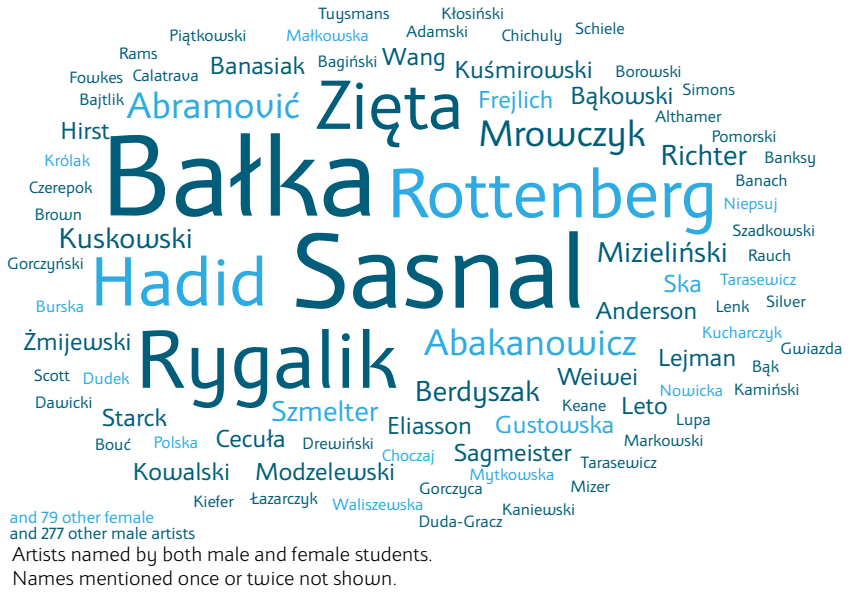 Tuysmans Kłosiński
Piątkowski Małkowska Adamski Chichuly Schiele
Rams Banasiak Bagiński Wang Kuśmirowski Borowski
Fowkes Calatrava Zięta Frejlich Bąkowski Simons
Bajtlik Abramović Mrowczyk Althamer
Hirst Pomorski
Królak Bałka Rottenberg Richter Banksy
Czerepok Banach
Brown Niepsuj
Kuskowski Szadkowski
Gorczyński Hadid Sasnal Mizieliński Rauch
Ska Tarasewicz
Burska Anderson Lenk Silver
Żmijewski Rygalik Abakanowicz Kucharczyk
Lejman Gwiazda
Scott Dudek Weiwei Bąk
Dawicki Berdyszak Nowicka Kamiński
Starck Szmelter Eliasson Gustowska Keane Leto Lupa
Bouć Polska Cecuła Drewiński Markowski
Choczaj Sagmeister Tarasewicz
Kowalski Modzelewski Mytkowska
Kiefer Łazarczyk Waliszewska Gorczyca Mizer
Kaniewski
and 79 other female Duda-Gracz
and 277 other male artists
Artists named by both male and female students.
Names mentioned once or twice not shown.